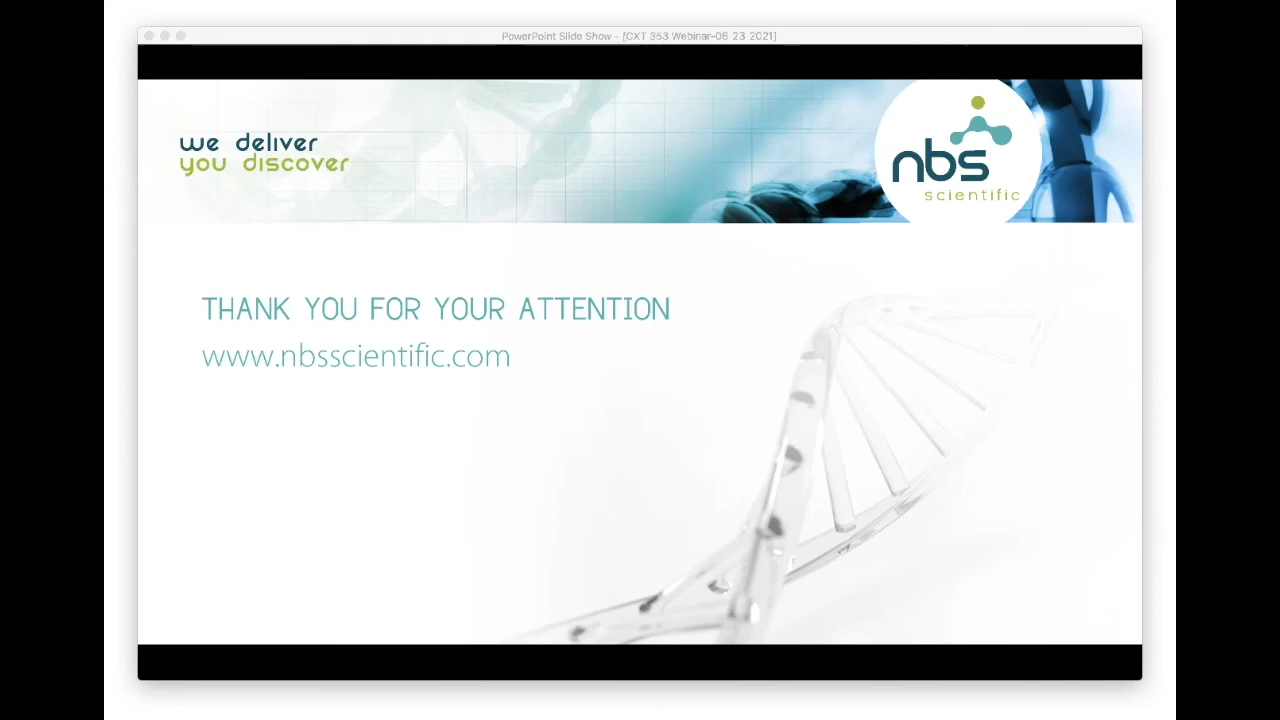 PowerPoint Slide Show - [CXT 353 Webinar-06 23 2021]
we deliver
you discover
nbs
scientific
THANK YOU FOR YOUR ATTENTION
www.nbsscientific.com